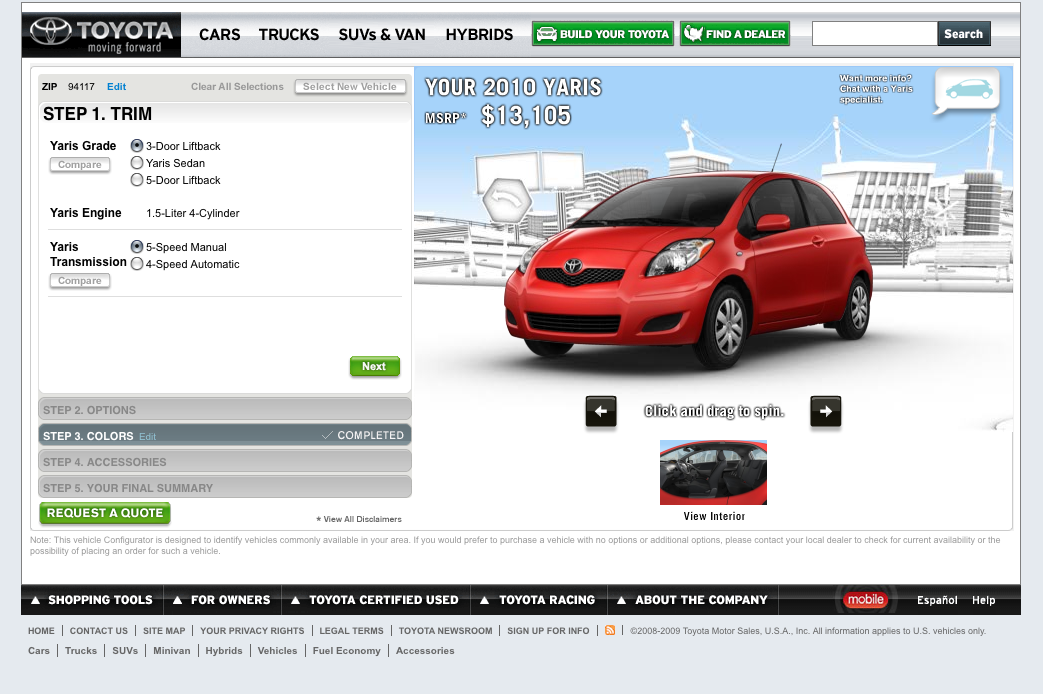 TOYOTA
moving forward
CARS TRUCKS SUVs & VAN HYBRIDS BUILD YOUR TOYOTA FIND A DEALER Search
ZIP 94117 Edit Clear All Selections Select New Vehicle
STEP 1. TRIM
Yaris Grade 3-Door Liftback
Compare Yaris Sedan
5-Door Liftback
Yaris Engine 1.5-Liter 4-Cylinder
Yaris 5-Speed Manual
Transmission 4-Speed Automatic
Compare
Next
STEP 2. OPTIONS
STEP 3. COLORS Edit COMPLETED
STEP 4. ACCESSORIES
STEP 5. YOUR FINAL SUMMARY
REQUEST A QUOTE
* View All Disclaimers
YOUR 2010 YARIS
MSRP* $13,105
Want more info?
Chat with a Yaris
specialist.
Click and drag to spin.
View Interior
Note: This vehicle Configurator is designed to identify vehicles commonly available in your area. If you would prefer to purchase a vehicle with no options or additional options, please contact your local dealer to check for current availability or the
possibility of placing an order for such a vehicle.
SHOPPING TOOLS FOR OWNERS TOYOTA CERTIFIED USED TOYOTA RACING ABOUT THE COMPANY mobile Español Help
HOME | CONTACT US | SITE MAP | YOUR PRIVACY RIGHTS | LEGAL TERMS | TOYOTA NEWSROOM | SIGN UP FOR INFO | | ©2008-2009 Toyota Motor Sales, U.S.A., Inc. All information applies to U.S. vehicles only.
Cars | Trucks | SUVs | Minivan | Hybrids | Vehicles | Fuel Economy | Accessories